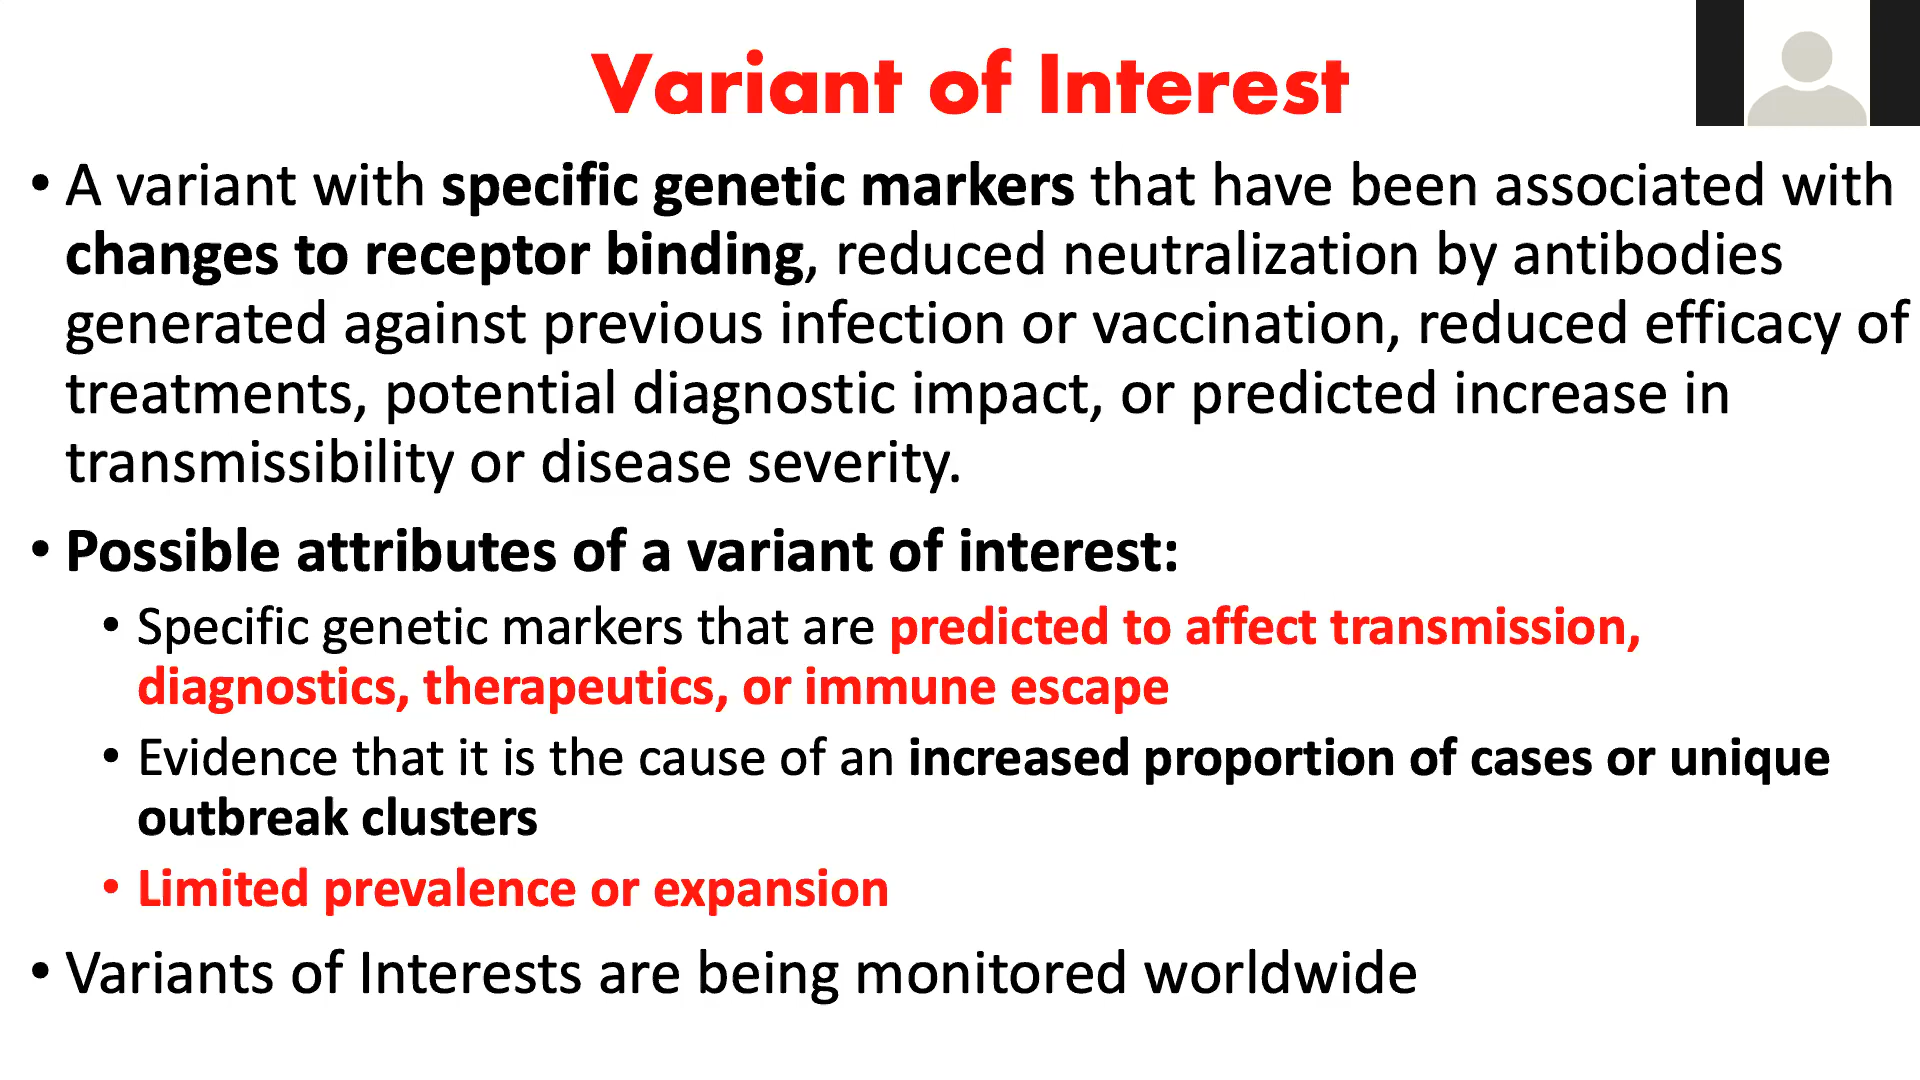 Variant of Interest
• A variant with specific genetic markers that have been associated with
changes to receptor binding, reduced neutralization by antibodies
generated against previous infection or vaccination, reduced efficacy of
treatments, potential diagnostic impact, or predicted increase in
transmissibility or disease severity.
• Possible attributes of a variant of interest:
• Specific genetic markers that are predicted to affect transmission,
diagnostics, therapeutics, or immune escape
• Evidence that it is the cause of an increased proportion of cases or unique
outbreak clusters
• Limited prevalence or expansion
• Variants of Interests are being monitored worldwide